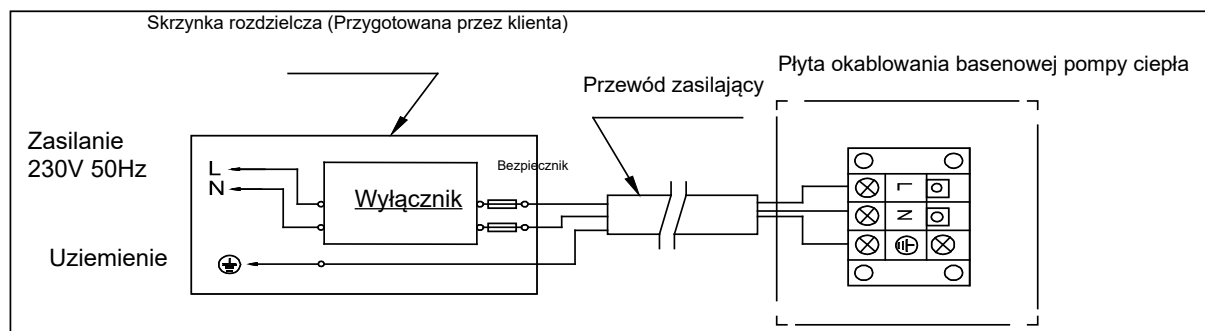 Skrzynka rozdzielcza (Przygotowana przez klienta)
Płyta okablowania basenowej pompy ciepła
Przewód zasilający
Zasilanie
230V 50Hz
L
N
Wyłącznik
Bezpiecznik
Uziemienie
L
N